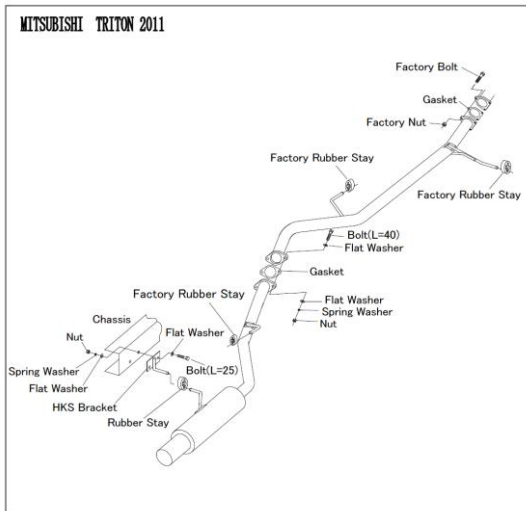 MITSUBISHI TRITON 2011
Factory Bolt
Gasket
Factory Nut
Factory Rubber Stay
Factory Rubber Stay
Bolt(L=40)
Flat Washer
Gasket
Factory Rubber Stay
Flat Washer
Spring Washer
Nut
Chassis
Flat Washer
Nut
Spring Washer
Flat Washer
Bolt(L=25)
HKS Bracket
Rubber Stay